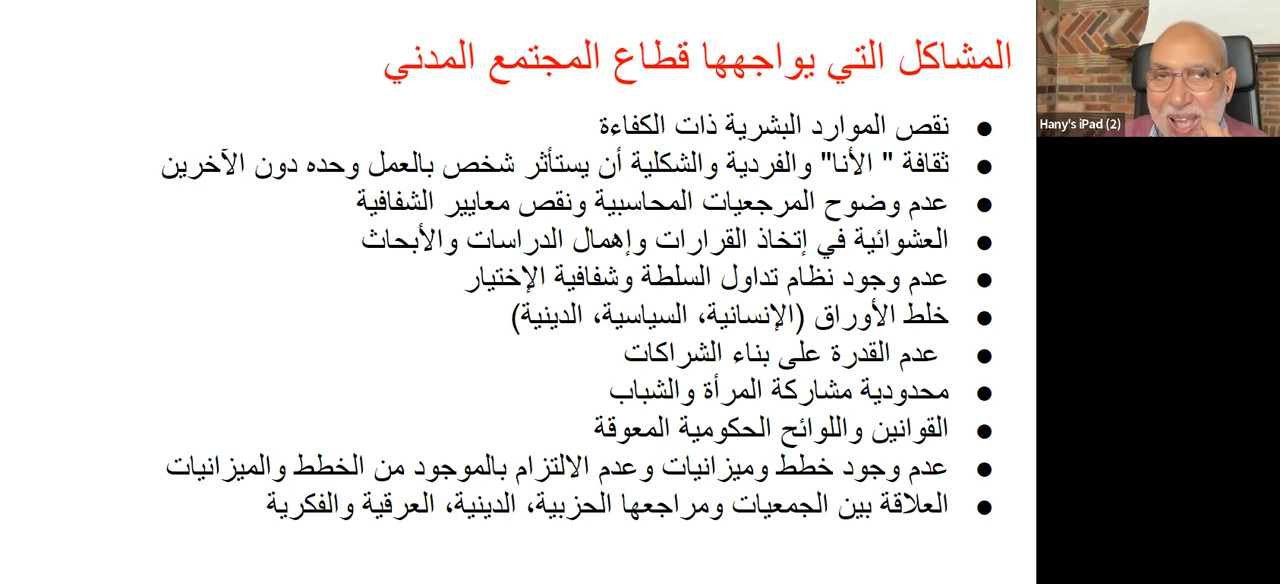 المشاكل التي يواجهها قطاع المجتمع المدني
● نقص الموارد البشرية ذات الكفاءة
● ثقافة " الأنا" والفردية والشكلية أن يستأثر شخص بالعمل وحده دون الآخرين
● عدم وضوح المرجعيات المحاسبية ونقص معايير الشفافية
● العشوائية في إتخاذ القرارات وإهمال الدراسات والأبحاث
● عدم وجود نظام تداول السلطة وشفافية الإختيار
● خلط الأوراق (الإنسانية، السياسية، الدينية)
● عدم القدرة على بناء الشراكات
● محدودية مشاركة المرأة والشباب
● القوانين واللوائح الحكومية المعوقة
● عدم وجود خطط وميزانيات وعدم الالتزام بالموجود من الخطط والميزانيات
● العلاقة بين الجمعيات ومراجعها الحزبية، الدينية، العرقية والفكرية
Hany's iPad (2)